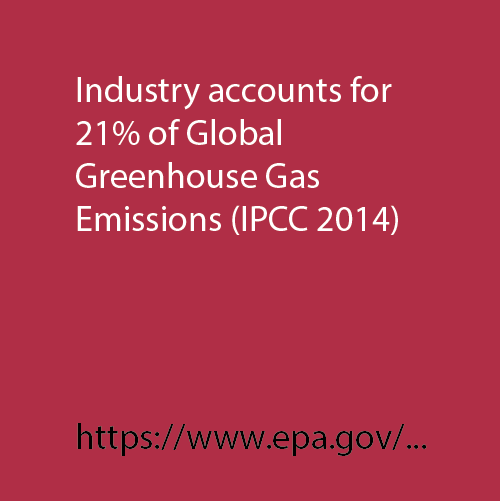 Industry accounts for
21% of Global
Greenhouse Gas
Emissions (IPCC 2014)
https://www.epa.gov/...